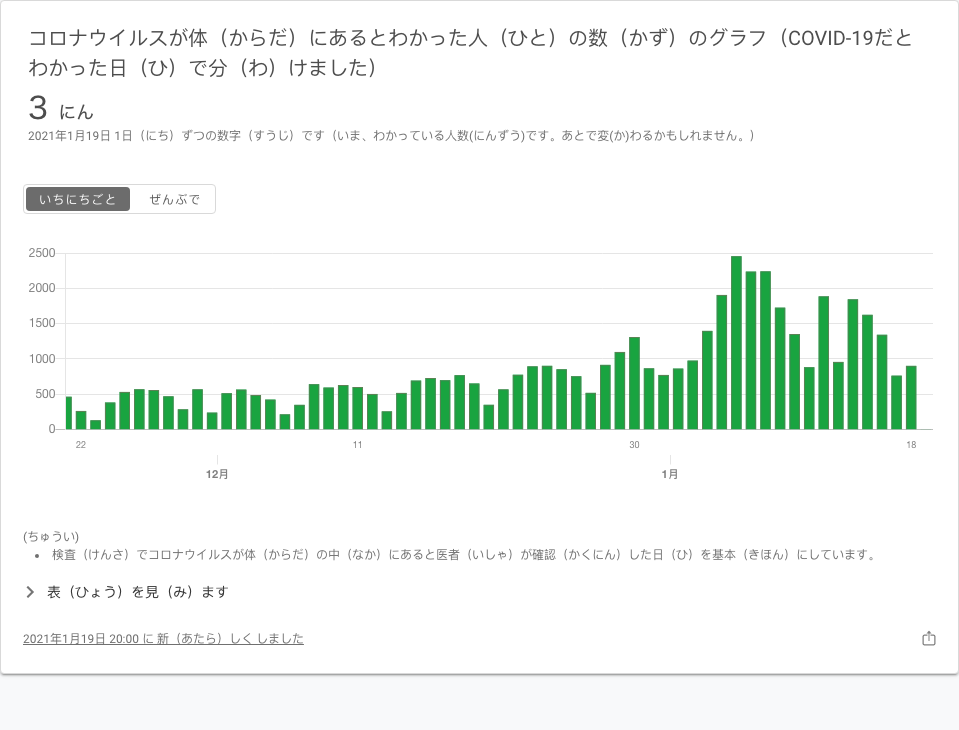 コロナウイルスが体（からだ）にあるとわかった人（ひと）の数（かず）のグラフ（COVID-19だと
わかった日（ひ）で分（わ）けました）
3 にん
2021年1月19日 1日（にち）ずつの数字（すうじ）です（いま、わかっている人数(にんずう)です。あとで変(か)わるかもしれません。）
いちにちごと ぜんぶで
2500
2000
1500
1000
500
0
22 11 30 18
12月 1月
(ちゅうい)
• 検査（けんさ）でコロナウイルスが体（からだ）の中（なか）にあると医者（いしゃ）が確認（かくにん）した日（ひ）を基本（きほん）にしています。
表（ひょう）を見（み）ます
2021年1月19日 20:00 に 新（あたら）しく しました